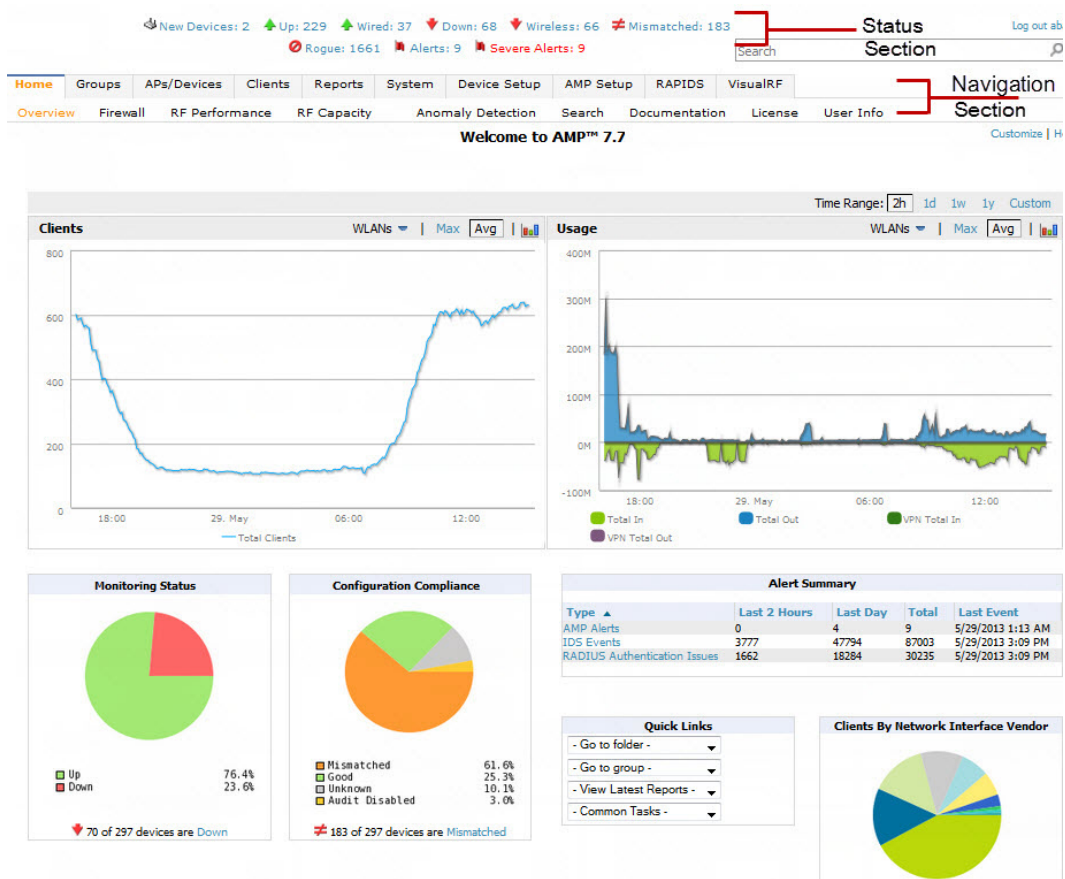 New Devices: 2 Up: 229 Wired: 37 Down: 68 Wireless: 66 Mismatched: 183
Status
Log out
Rogue: 1661 Alerts: 9 Severe Alerts: 9
Search
Section
Home Groups APs/Devices Clients Reports System Device Setup AMP Setup RAPIDS VisualRF
Navigation
Overview Firewall RF Performance RF Capacity Anomaly Detection Search Documentation License User Info
Section
Welcome to AMP™ 7.7
Customize |
Time Range: 2h 1d 1w 1y Custom
Clients WLANs | Max Avg |
800
600
400
200
0
18:00 29. May 06:00 12:00
Total Clients
Usage WLANs | Max Avg |
400M
300M
200M
100M
0M
-100M
18:00 29. May 06:00 12:00
Total In Total Out VPN Total In
VPN Total Out
Monitoring Status
Up 76.4%
Down 23.6%
70 of 297 devices are Down
Configuration Compliance
Mismatched 61.6%
Good 25.3%
Unknown 10.1%
Audit Disabled 3.0%
183 of 297 devices are Mismatched
Alert Summary
Type Last 2 Hours Last Day Total Last Event
AMP Alerts 0 4 9 5/29/2013 1:13 AM
IDS Events 3777 47794 87003 5/29/2013 3:09 PM
RADIUS Authentication Issues 1662 18284 30235 5/29/2013 3:09 PM
Quick Links
- Go to folder -
- Go to group -
- View Latest Reports -
- Common Tasks -
Clients By Network Interface Vendor